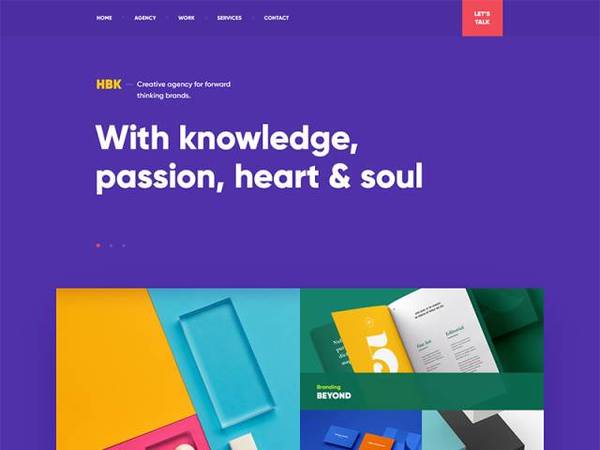 HOME AGENCY WORK SERVICES CONTACT
LET'S
TALK
HBK — Creative agency for forward
thinking brands.
With knowledge,
passion, heart & soul
Branding
BEYOND